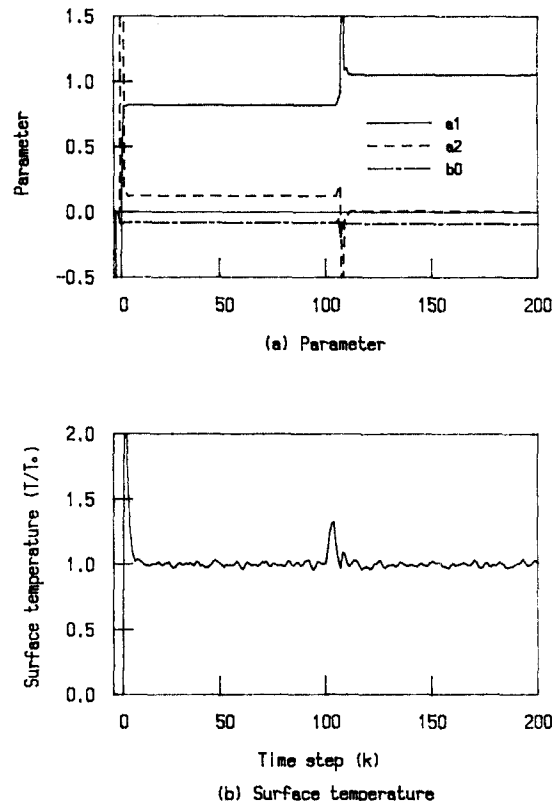 1.5
1.0
0.5
0.0
-0.5
Parameter
a1
a2
b0
0 50 100 150 200
(a) Parameter
2.0
1.5
1.0
0.5
0.0
Surface temperature (T/T₀)
0 50 100 150 200
Time step (k)
(b) Surface temperature